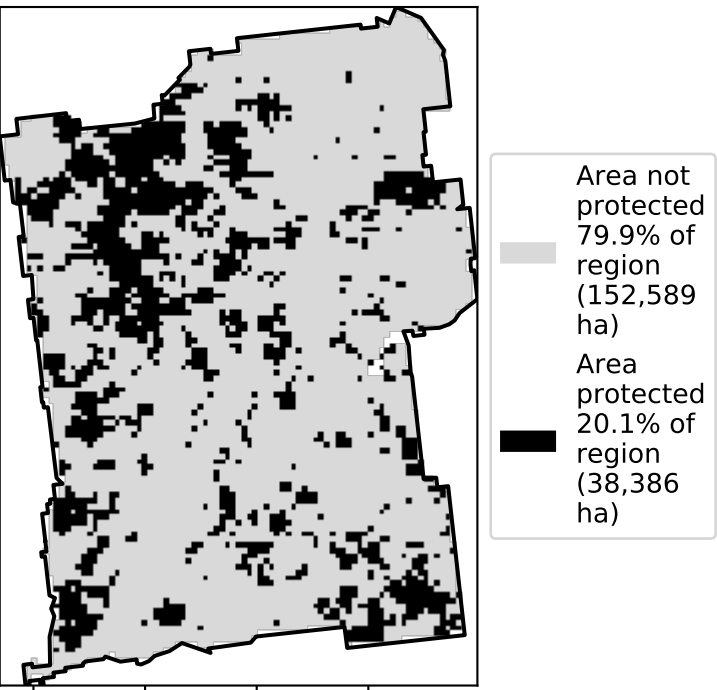 Area not
protected
79.9% of
region
(152,589
ha)
Area
protected
20.1% of
region
(38,386
ha)